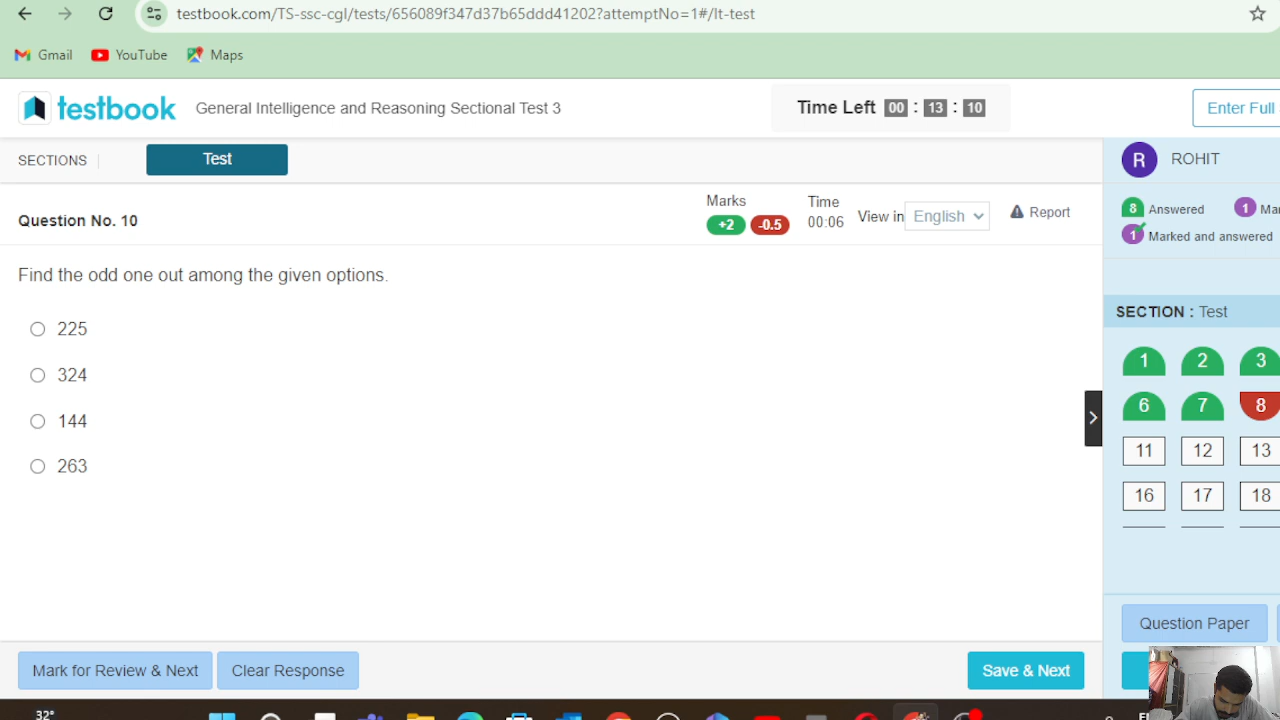 testbook.com/TS-ssc-cgl/tests/656089f347d37b65ddd41202?attemptNo=1#/lt-test
Gmail YouTube Maps
testbook General Intelligence and Reasoning Sectional Test 3 Time Left 00 : 13 : 10 Enter Full
SECTIONS Test R ROHIT
Question No. 10 Marks +2 -0.5 Time 00:06 View in English Report
8 Answered 1 Mar
1 Marked and answered
Find the odd one out among the given options.
225
324
144
263
SECTION : Test
1 2 3
6 7 8
11 12 13
16 17 18
Question Paper
Mark for Review & Next Clear Response Save & Next
32°